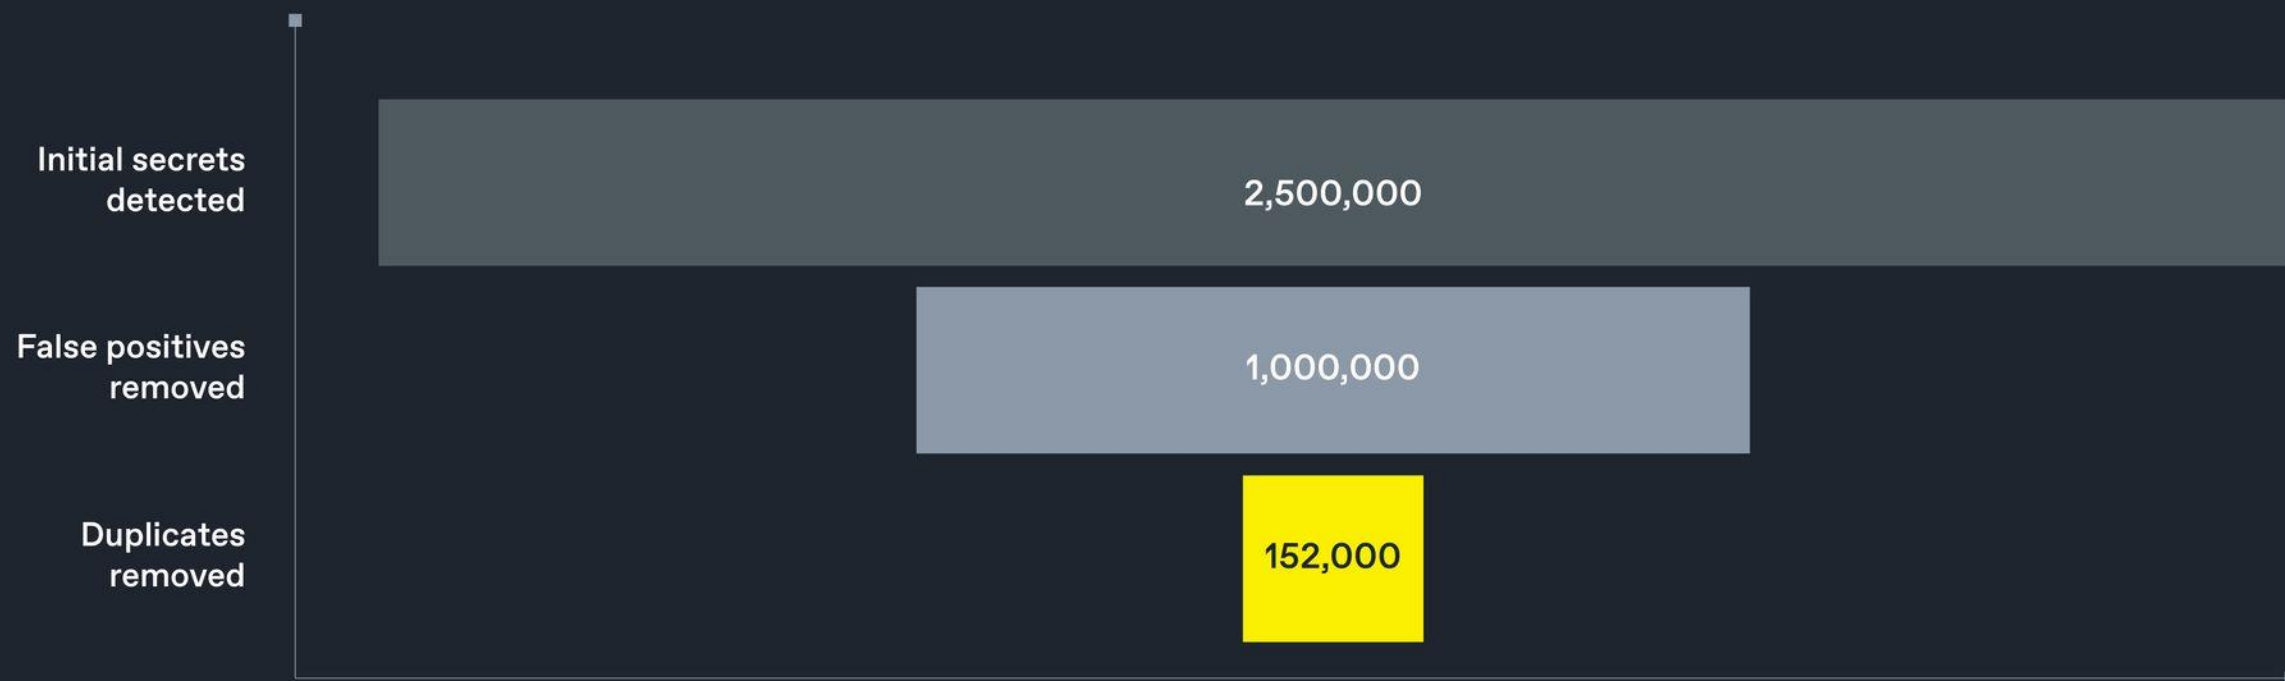 Initial secrets
detected
2,500,000
False positives
removed
1,000,000
Duplicates
removed
152,000